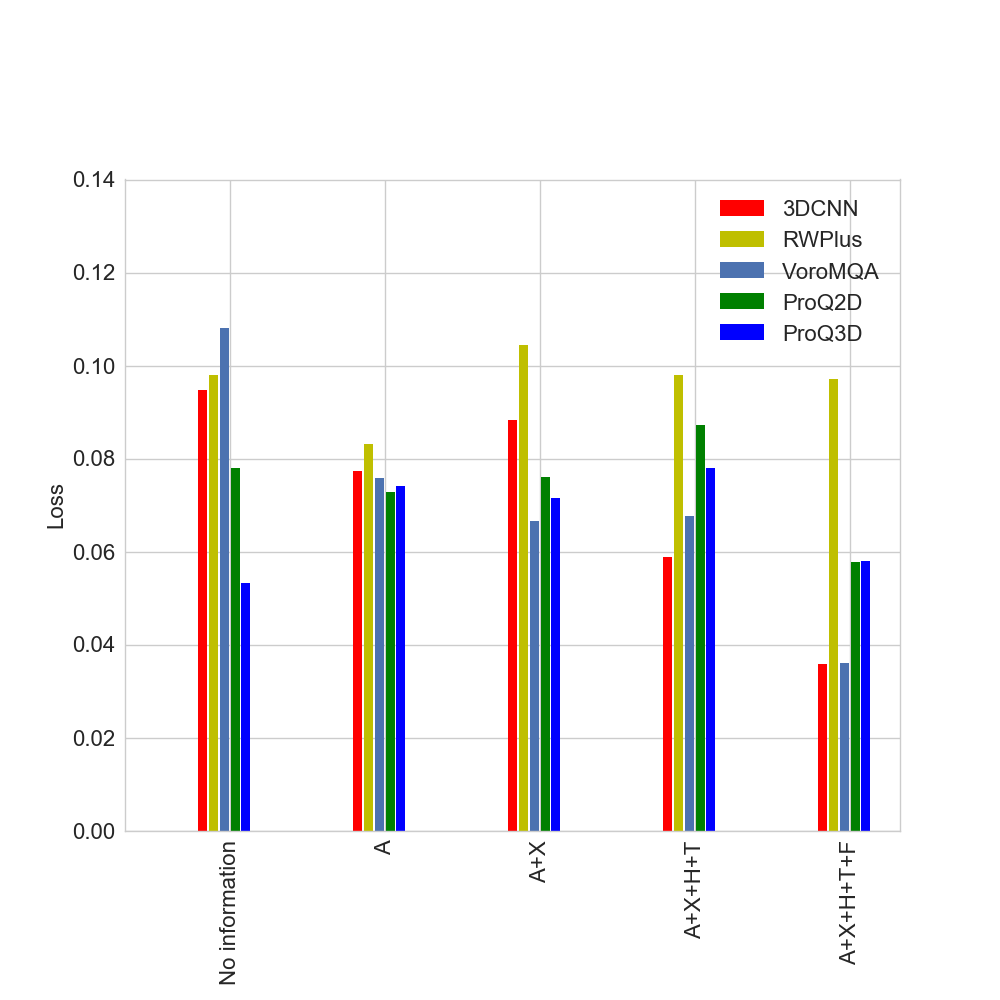 0.14
0.12
0.10
0.08
0.06
0.04
0.02
0.00
Loss
3DCNN
RWPlus
VoroMQA
ProQ2D
ProQ3D
No information
A
A+X
A+X+H+T
A+X+H+T+F